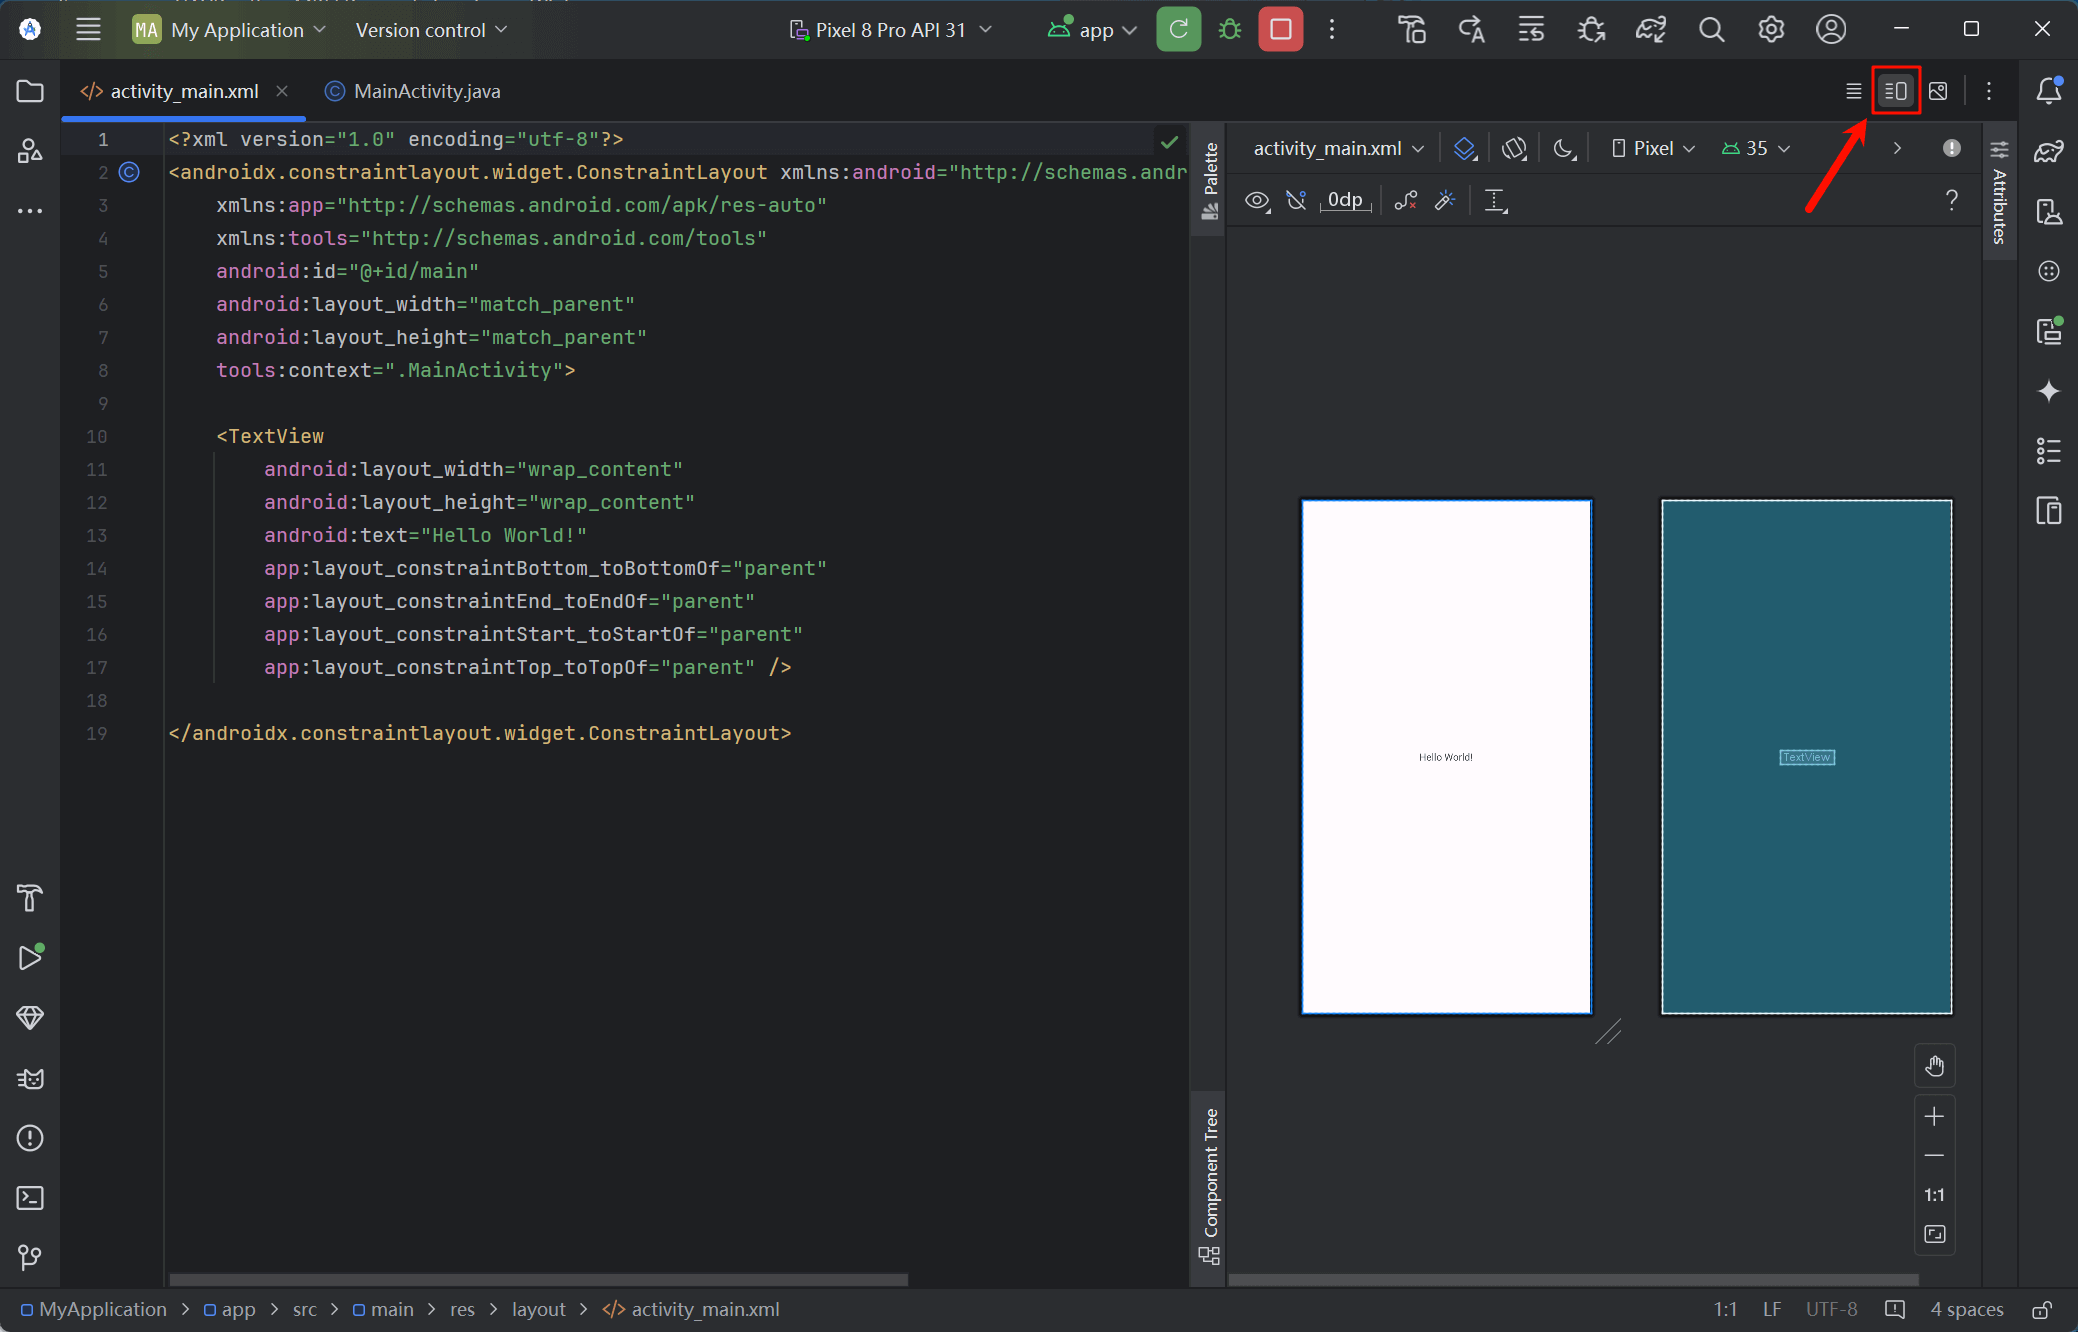 MA My Application Version control Pixel 8 Pro API 31 app
activity_main.xml MainActivity.java
1 <?xml version="1.0" encoding="utf-8"?>
2 <androidx.constraintlayout.widget.ConstraintLayout xmlns:android="http://schemas.andr
3 xmlns:app="http://schemas.android.com/apk/res-auto"
4 xmlns:tools="http://schemas.android.com/tools"
5 android:id="@+id/main"
6 android:layout_width="match_parent"
7 android:layout_height="match_parent"
8 tools:context=".MainActivity">
9
10 <TextView
11 android:layout_width="wrap_content"
12 android:layout_height="wrap_content"
13 android:text="Hello World!"
14 app:layout_constraintBottom_toBottomOf="parent"
15 app:layout_constraintEnd_toEndOf="parent"
16 app:layout_constraintStart_toStartOf="parent"
17 app:layout_constraintTop_toTopOf="parent" />
18
19 </androidx.constraintlayout.widget.ConstraintLayout>
Palette
Component Tree
activity_main.xml Pixel 35
0dp ?
Attributes
Hello World!
TextView
1:1
MyApplication > app > src > main > res > layout > activity_main.xml
1:1 LF UTF-8 4 spaces